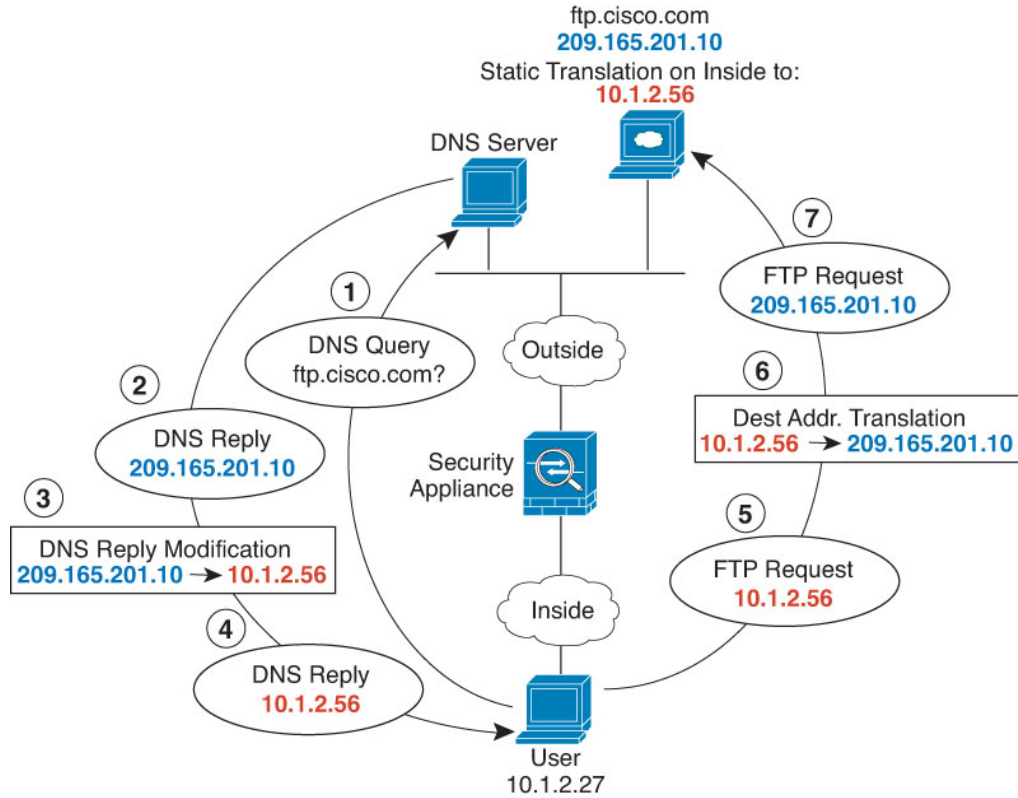 ftp.cisco.com
209.165.201.10
Static Translation on Inside to:
10.1.2.56
DNS Server
7
FTP Request
209.165.201.10
1
DNS Query
ftp.cisco.com?
Outside
2
DNS Reply
209.165.201.10
6
Dest Addr. Translation
10.1.2.56 → 209.165.201.10
Security
Appliance
3
DNS Reply Modification
209.165.201.10 → 10.1.2.56
5
FTP Request
10.1.2.56
Inside
4
DNS Reply
10.1.2.56
User
10.1.2.27